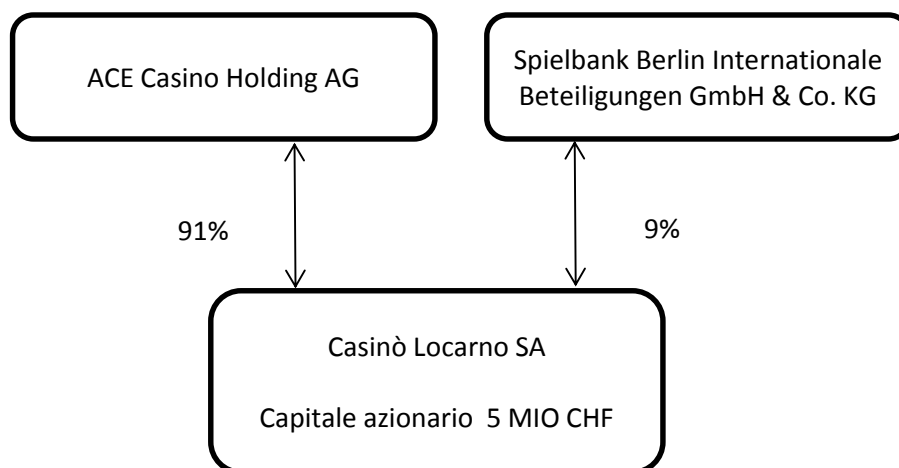 ACE Casino Holding AG
Spielbank Berlin Internationale
Beteiligungen GmbH & Co. KG
91%
9%
Casinò Locarno SA
Capitale azionario 5 MIO CHF